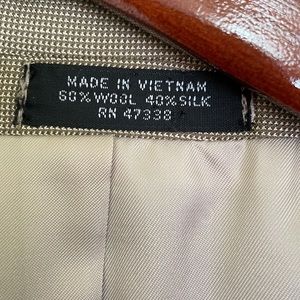 MADE IN VIETNAM
60% WOOL 40% SILK
RN 47338